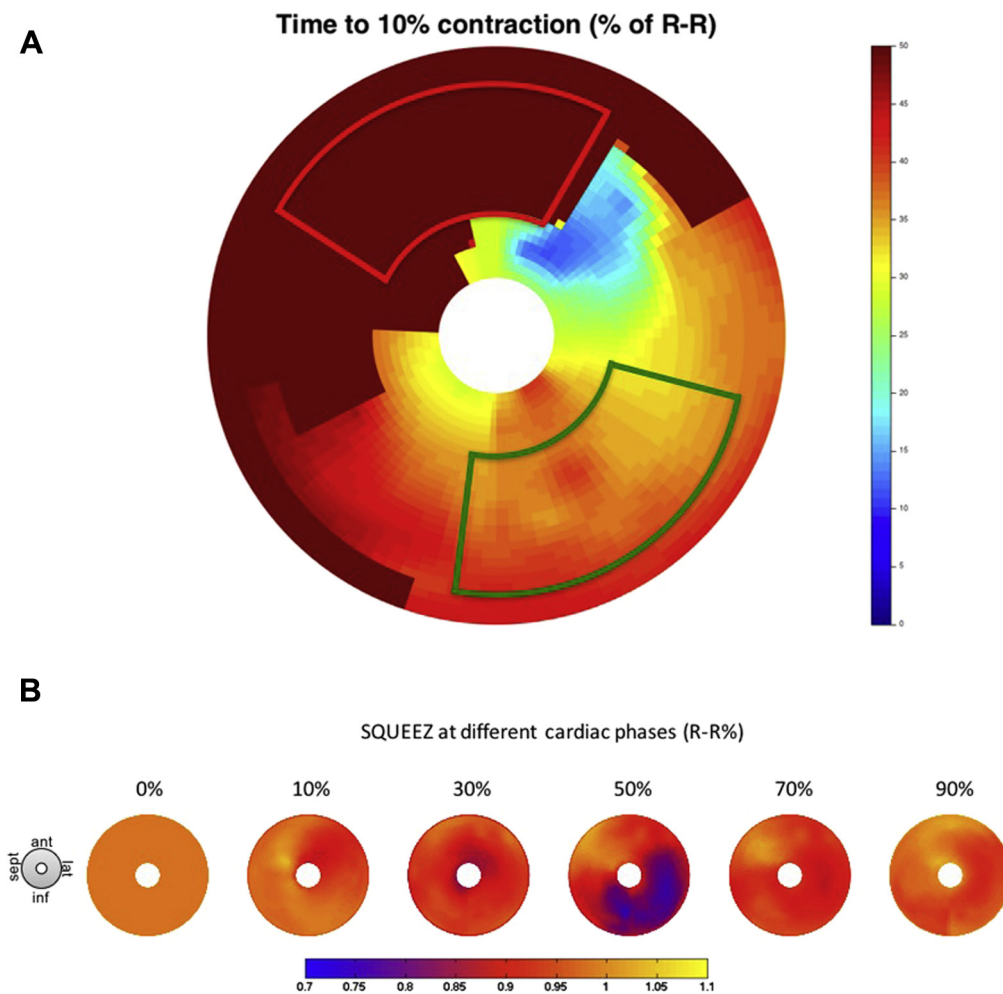 A
Time to 10% contraction (% of R-R)
50
45
40
35
30
25
20
15
10
5
0
B
SQUEEZ at different cardiac phases (R-R%)
0% 10% 30% 50% 70% 90%
ant
sept
lat
inf
0.7 0.75 0.8 0.85 0.9 0.95 1 1.05 1.1